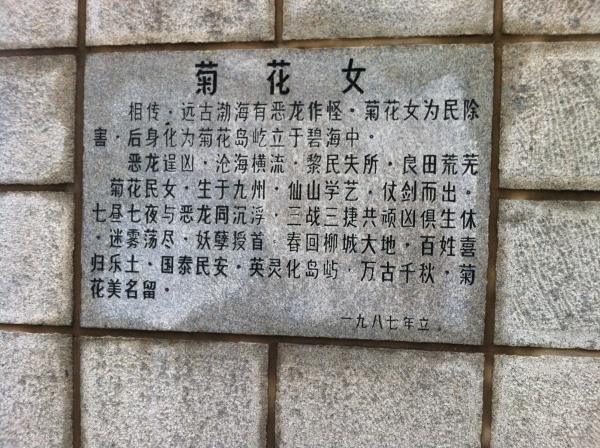 菊花女
相传·远古渤海有恶龙作怪·菊花女为民除
害·后身化为菊花岛屹立于碧海中·
恶龙逞凶·沧海横流·黎民失所·良田荒芜
菊花民女·生于九州·仙山学艺·仗剑而出·
七昼七夜与恶龙同沉浮·三战三捷共顽凶俱生休
·迷雾荡尽·妖孽授首·春回柳城大地·百姓喜
归乐土·国泰民安·英灵化岛屿·万古千秋·菊
花美名留·
一九八七年立